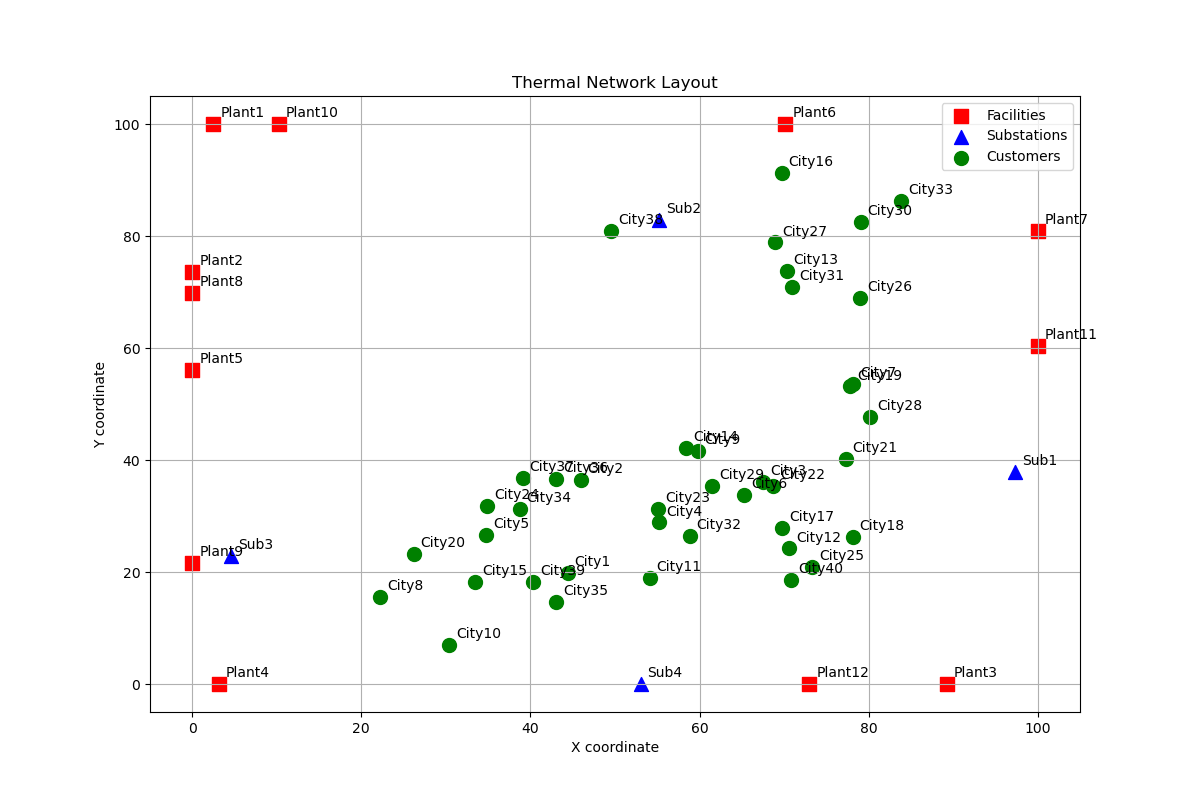 Thermal Network Layout
Plant1
Plant10
Plant6
Facilities
Substations
Customers
City16
City33
Sub2
City30
City38
Plant7
City27
Plant2
City13
City31
Plant8
City26
Plant11
Plant5
City7
City19
City28
City14
City9
City21
City37
City36
City2
City29
City3
City22
City6
Sub1
City24
City34
City23
City4
City5
City32
City17
City18
City12
City20
Sub3
Plant9
City1
City11
City25
City15
City39
City40
City8
City35
City10
Plant4
Sub4
Plant12
Plant3
100
80
60
40
20
0
0
20
40
60
80
100
X coordinate
Y coordinate